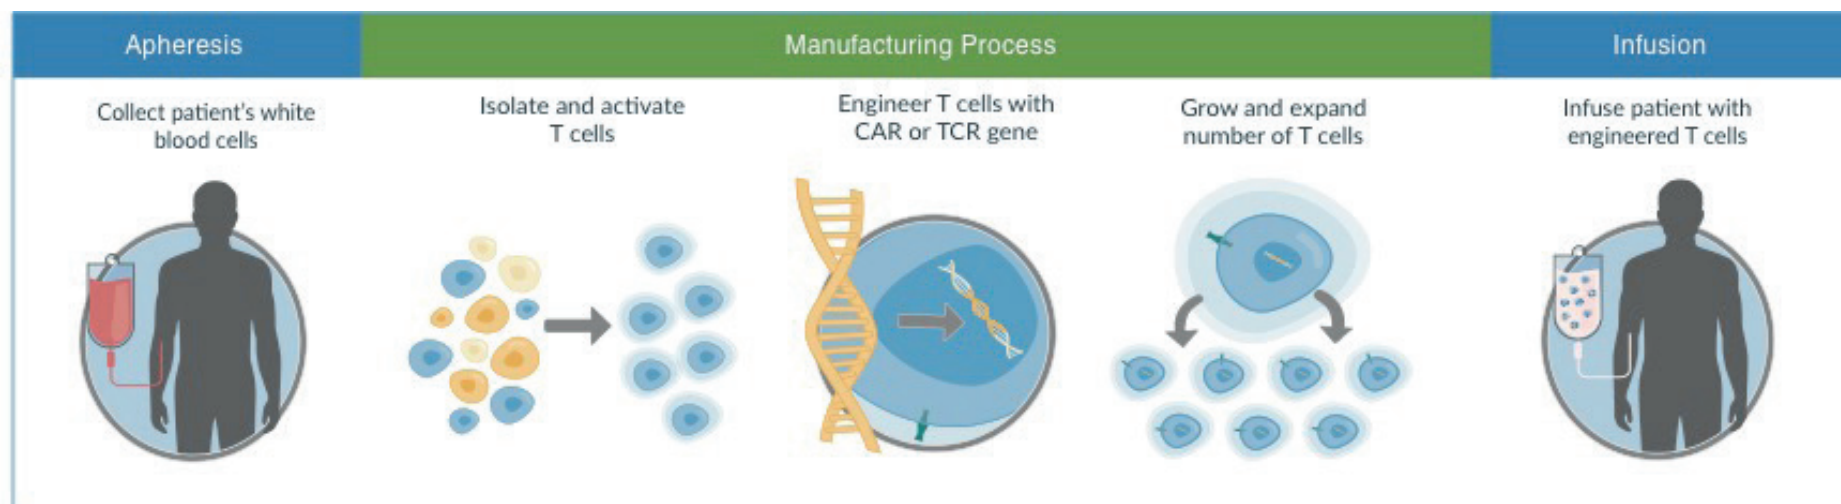 Apheresis
Manufacturing Process
Infusion
Collect patient’s white
blood cells
Isolate and activate
T cells
Engineer T cells with
CAR or TCR gene
Grow and expand
number of T cells
Infuse patient with
engineered T cells